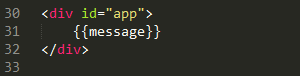 30 <div id="app">
31     {{message}}
32 </div>
33